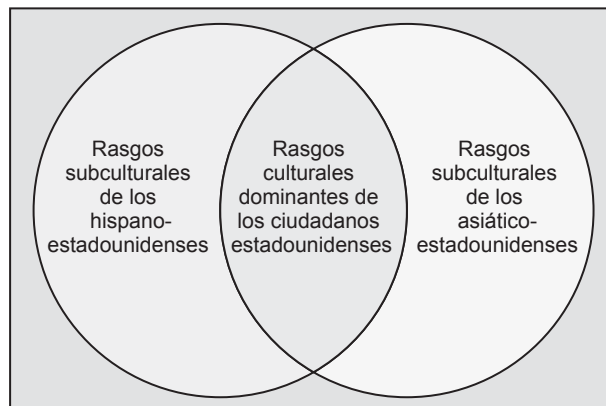 Rasgos
subculturales
de los
hispano-
estadounidenses
Rasgos
culturales
dominantes de
los ciudadanos
estadounidenses
Rasgos
subculturales
de los
asiático-
estadounidenses